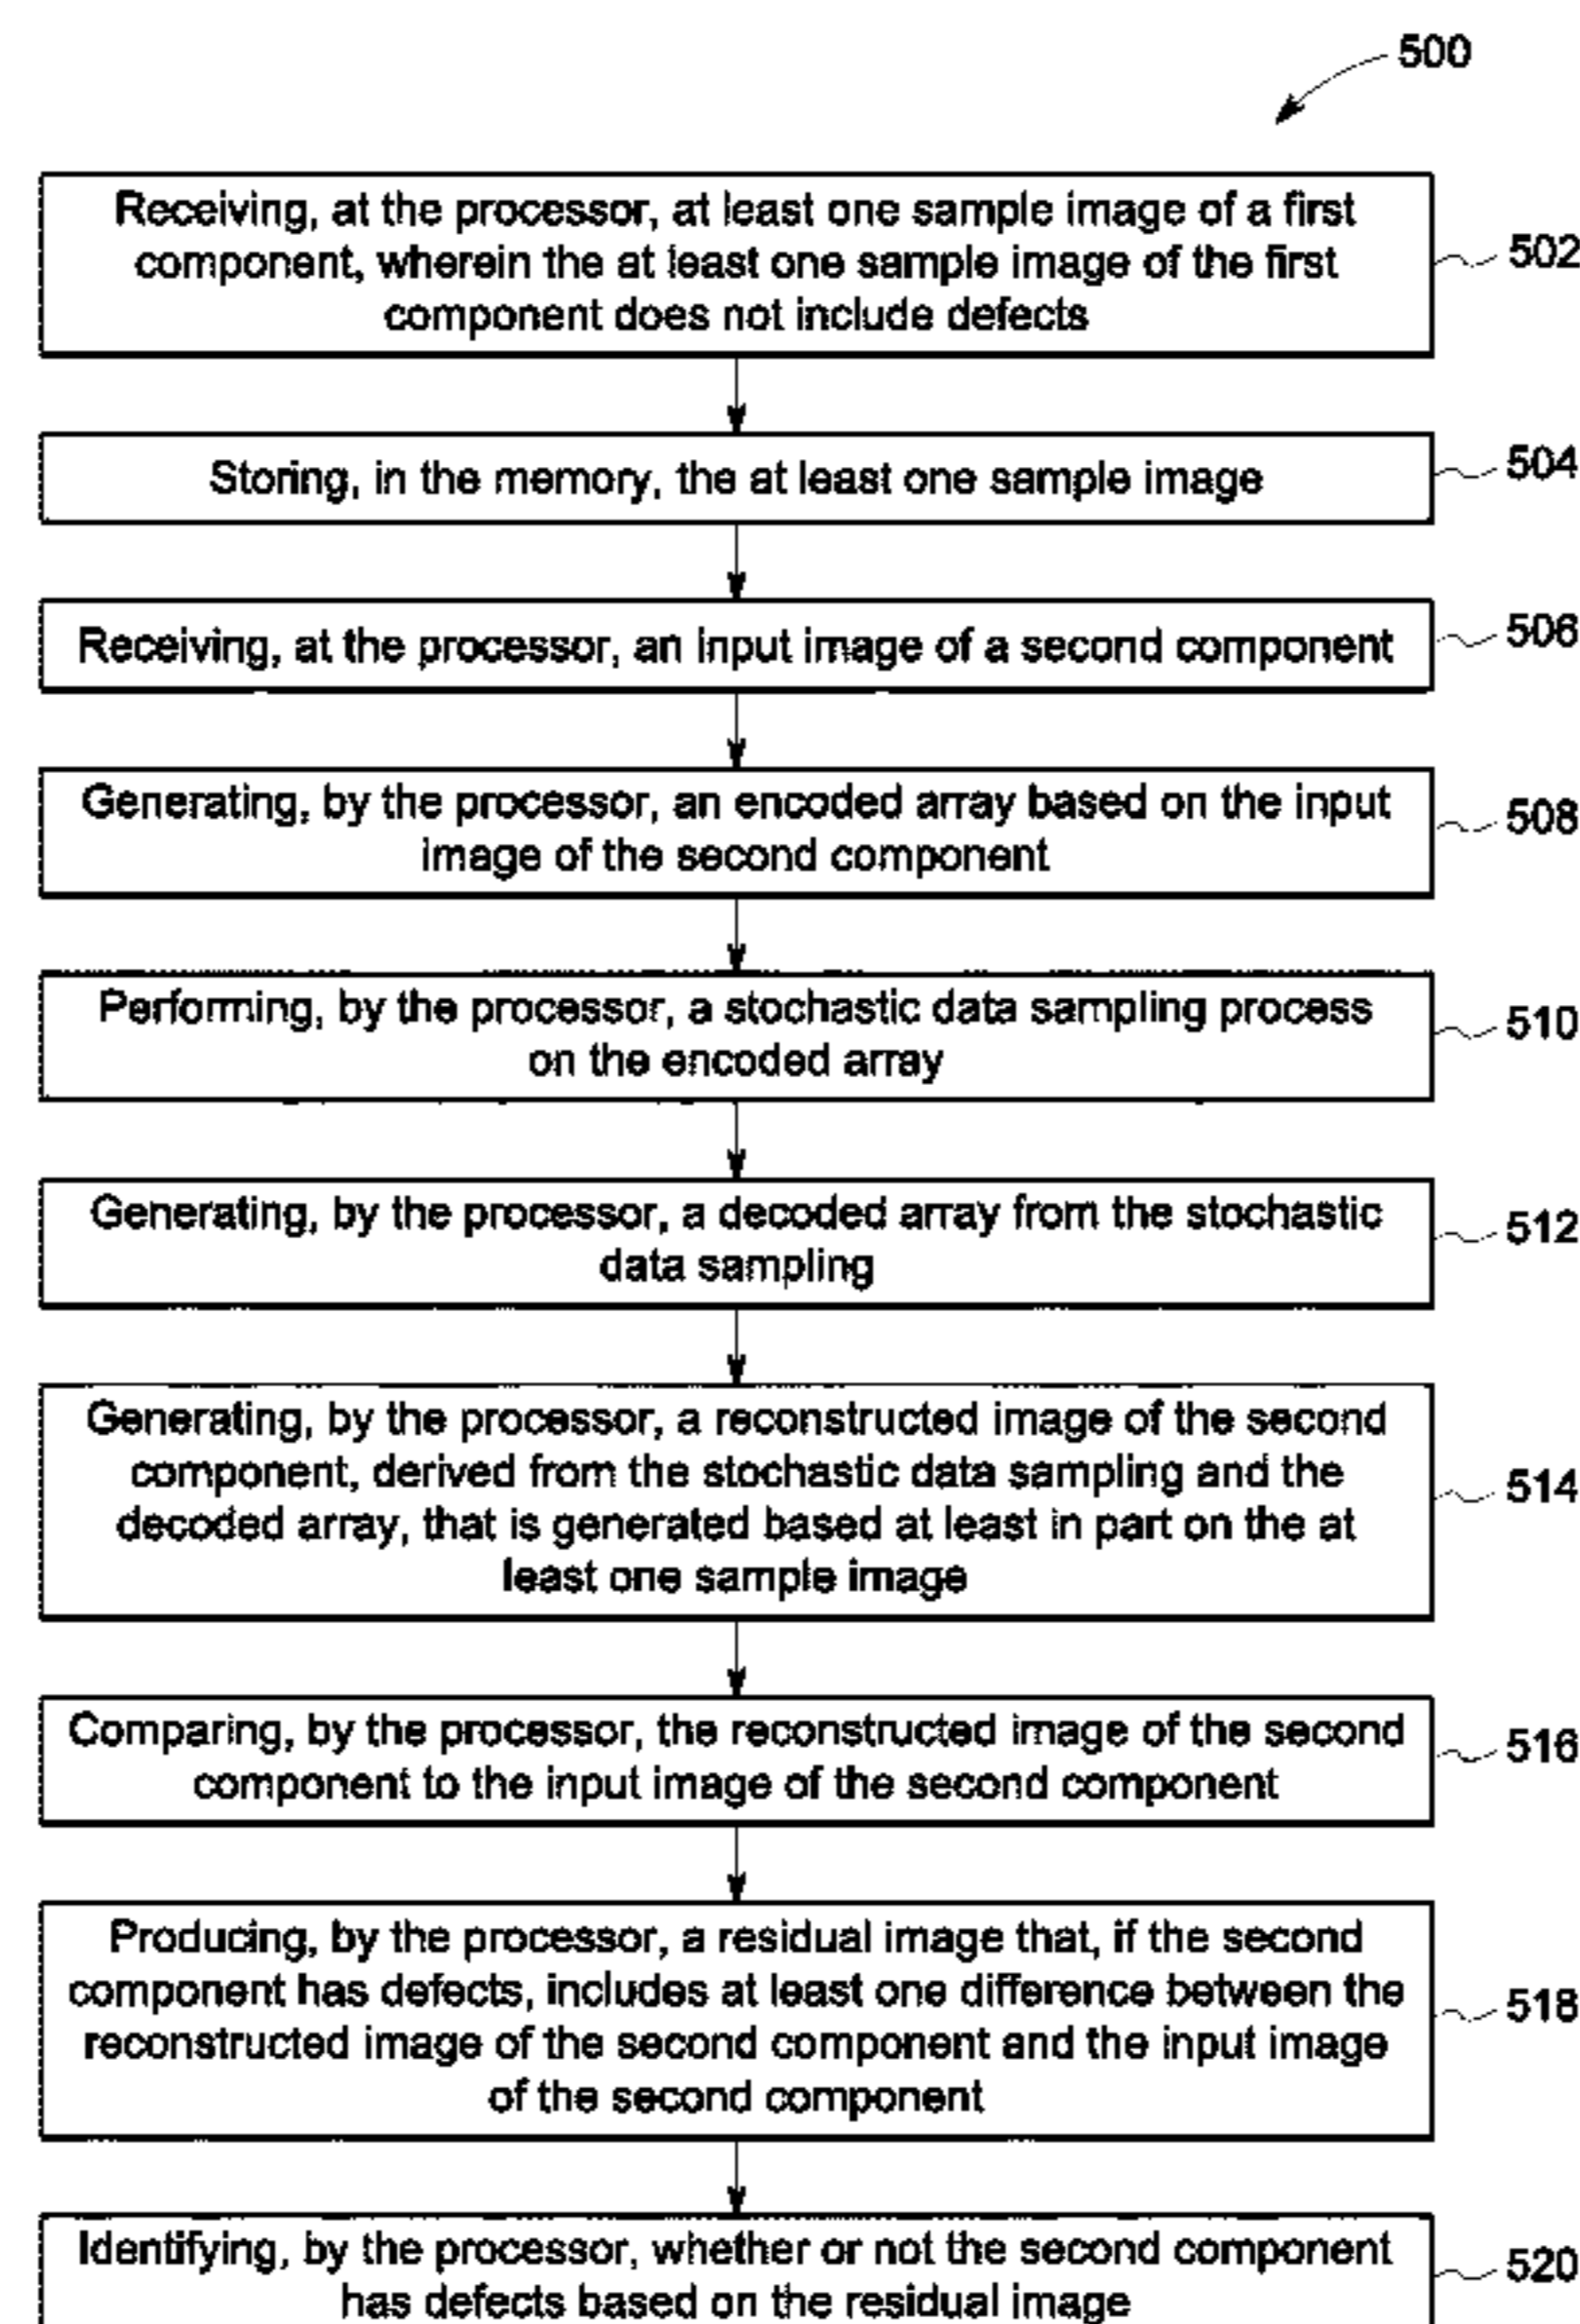 500
Receiving, at the processor, at least one sample image of a first
component, wherein the at least one sample image of the first
component does not include defects
502
Storing, in the memory, the at least one sample image
504
Receiving, at the processor, an input image of a second component
506
Generating, by the processor, an encoded array based on the input
image of the second component
508
Performing, by the processor, a stochastic data sampling process
on the encoded array
510
Generating, by the processor, a decoded array from the stochastic
data sampling
512
Generating, by the processor, a reconstructed image of the second
component, derived from the stochastic data sampling and the
decoded array, that is generated based at least in part on the at
least one sample image
514
Comparing, by the processor, the reconstructed image of the second
component to the input image of the second component
516
Producing, by the processor, a residual image that, if the second
component has defects, includes at least one difference between the
reconstructed image of the second component and the input image
of the second component
518
Identifying, by the processor, whether or not the second component
has defects based on the residual image
520